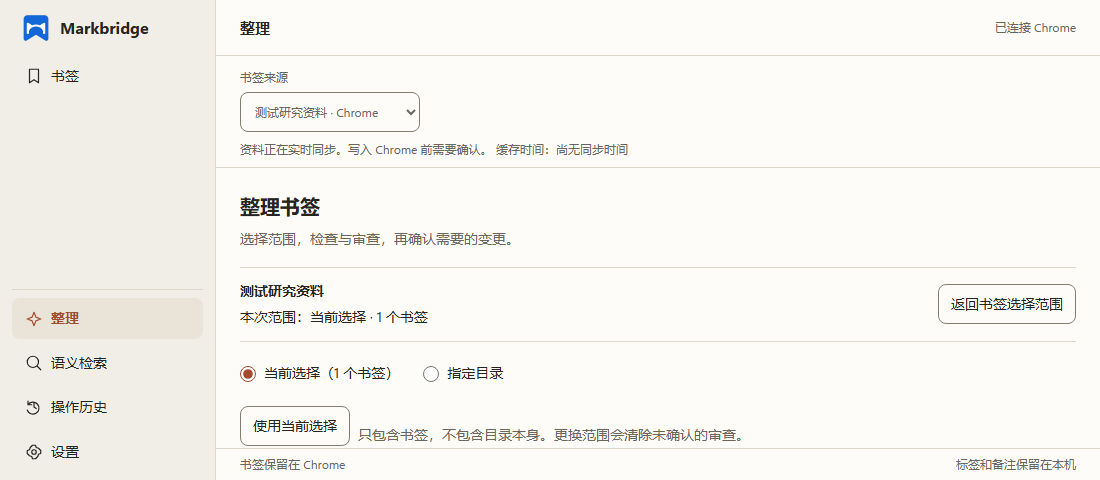 Markbridge
书签
整理
语义检索
操作历史
设置
整理
已连接 Chrome
书签来源
测试研究资料 · Chrome
资料正在实时同步。写入 Chrome 前需要确认。 缓存时间：尚无同步时间
整理书签
选择范围，检查与审查，再确认需要的变更。
测试研究资料
本次范围：当前选择 · 1 个书签
返回书签选择范围
当前选择（1 个书签）
指定目录
使用当前选择
只包含书签，不包含目录本身。更换范围会清除未确认的审查。
书签保留在 Chrome
标签和备注保留在本机